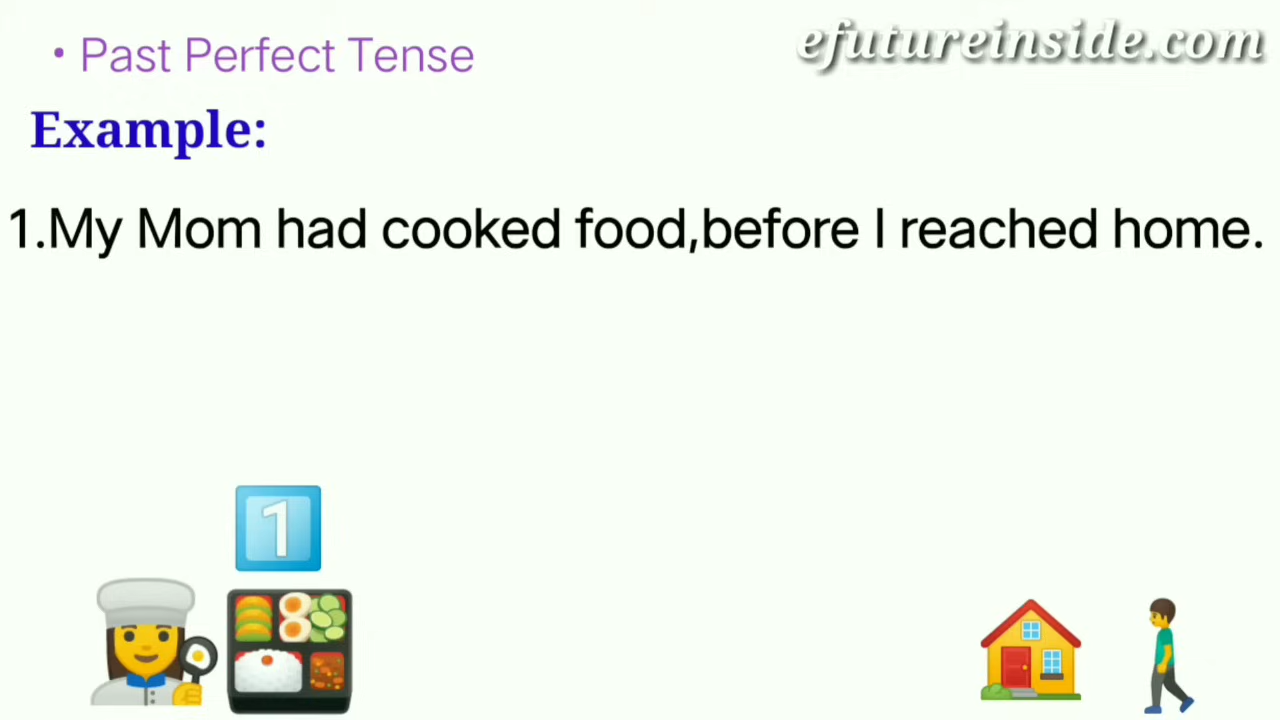 • Past Perfect Tense
efutureinside.com
Example:
1.My Mom had cooked food,before I reached home.
1